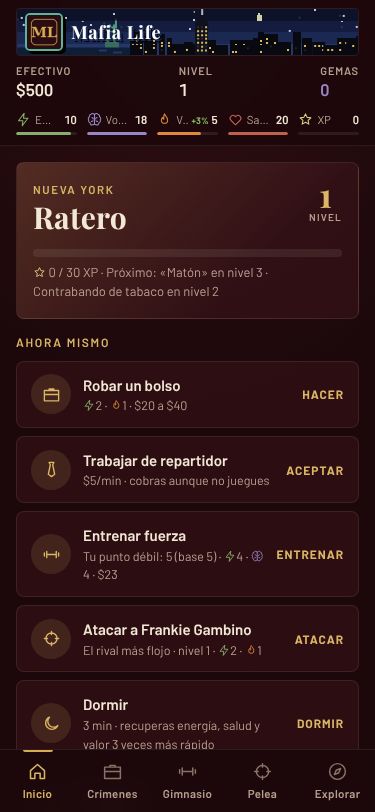 ML Mafia Life
EFECTIVO NIVEL GEMAS
$500 1 0
E... 10 Vo... 18 V.. +3% 5 Sa... 20 XP 0
NUEVA YORK
Ratero
1
NIVEL
0 / 30 XP · Próximo: «Matón» en nivel 3 ·
Contrabando de tabaco en nivel 2
AHORA MISMO
Robar un bolso
2 · 1 · $20 a $40
HACER
Trabajar de repartidor
$5/min · cobras aunque no juegues
ACEPTAR
Entrenar fuerza
Tu punto débil: 5 (base 5) · 4 ·
4 · $23
ENTRENAR
Atacar a Frankie Gambino
El rival más flojo · nivel 1 · 2 · 1
ATACAR
Dormir
3 min · recuperas energía, salud y
valor 3 veces más rápido
DORMIR
Inicio Crímenes Gimnasio Pelea Explorar